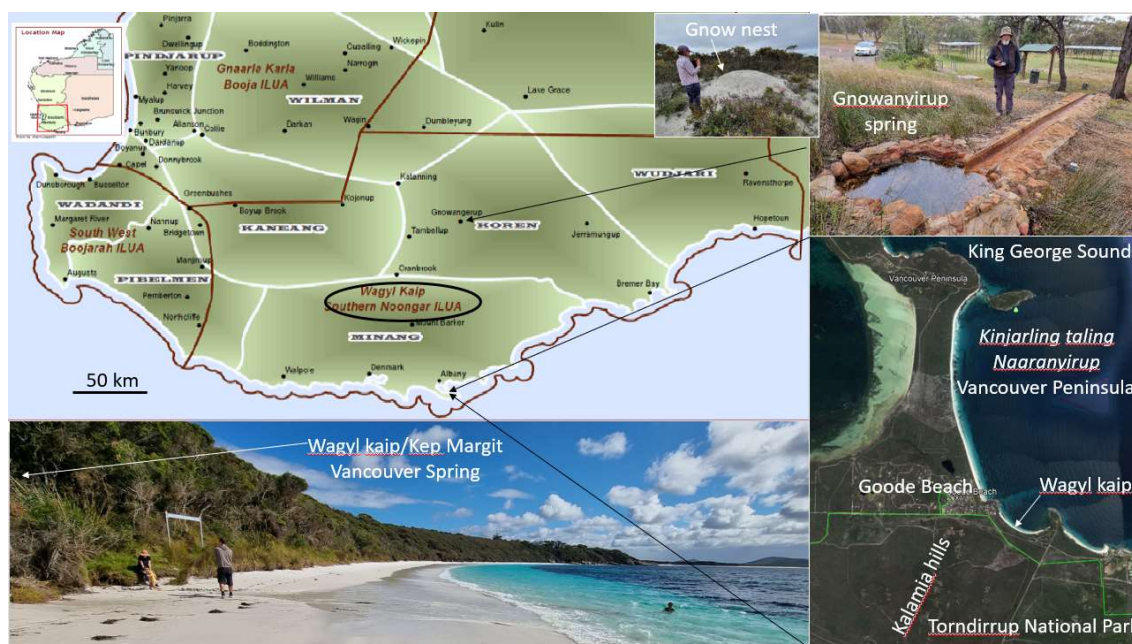 Location Map
Pinjarra
Dwellingup
PINDJARUP
Yarloop
Harvey
Myalup
Brunswick Junction
Allanson
Collie
Bunbury
Dardanup
Boyanup
Donnybrook
Capel
Dunsborough
Busselton
WADANDI
Margaret River
Nannup
Bridgetown
Greenbushes
South West
Boojarah ILUA
Augusta
PIBELMEN
Manjimup
Pemberton
Northcliffe
Boddington
Cuballing
Wickepin
Kulin
Gnaarla Karla
Booja ILUA
Narrogin
Williams
WILMAN
Lake Grace
Darkan
Wagin
Dumbleyung
Katanning
Kojonup
Boyup Brook
KANEANG
Gnowangerup
KOREN
Tambellup
Jerramungup
WUDJARI
Ravensthorpe
Hopetoun
Cranbrook
Bremer Bay
Wagyl Kaip
Southern Noongar ILUA
Mount Barker
MINANG
Walpole
Denmark
Albany
50 km
Gnow nest
Gnowanyirup
spring
Wagyl kaip/Kep Margit
Vancouver Spring
King George Sound
Vancouver Peninsula
Kinjarling taling
Naaranyirup
Vancouver Peninsula
Goode Beach
Wagyl kaip
Kalamia hills
Torndirrup National Park